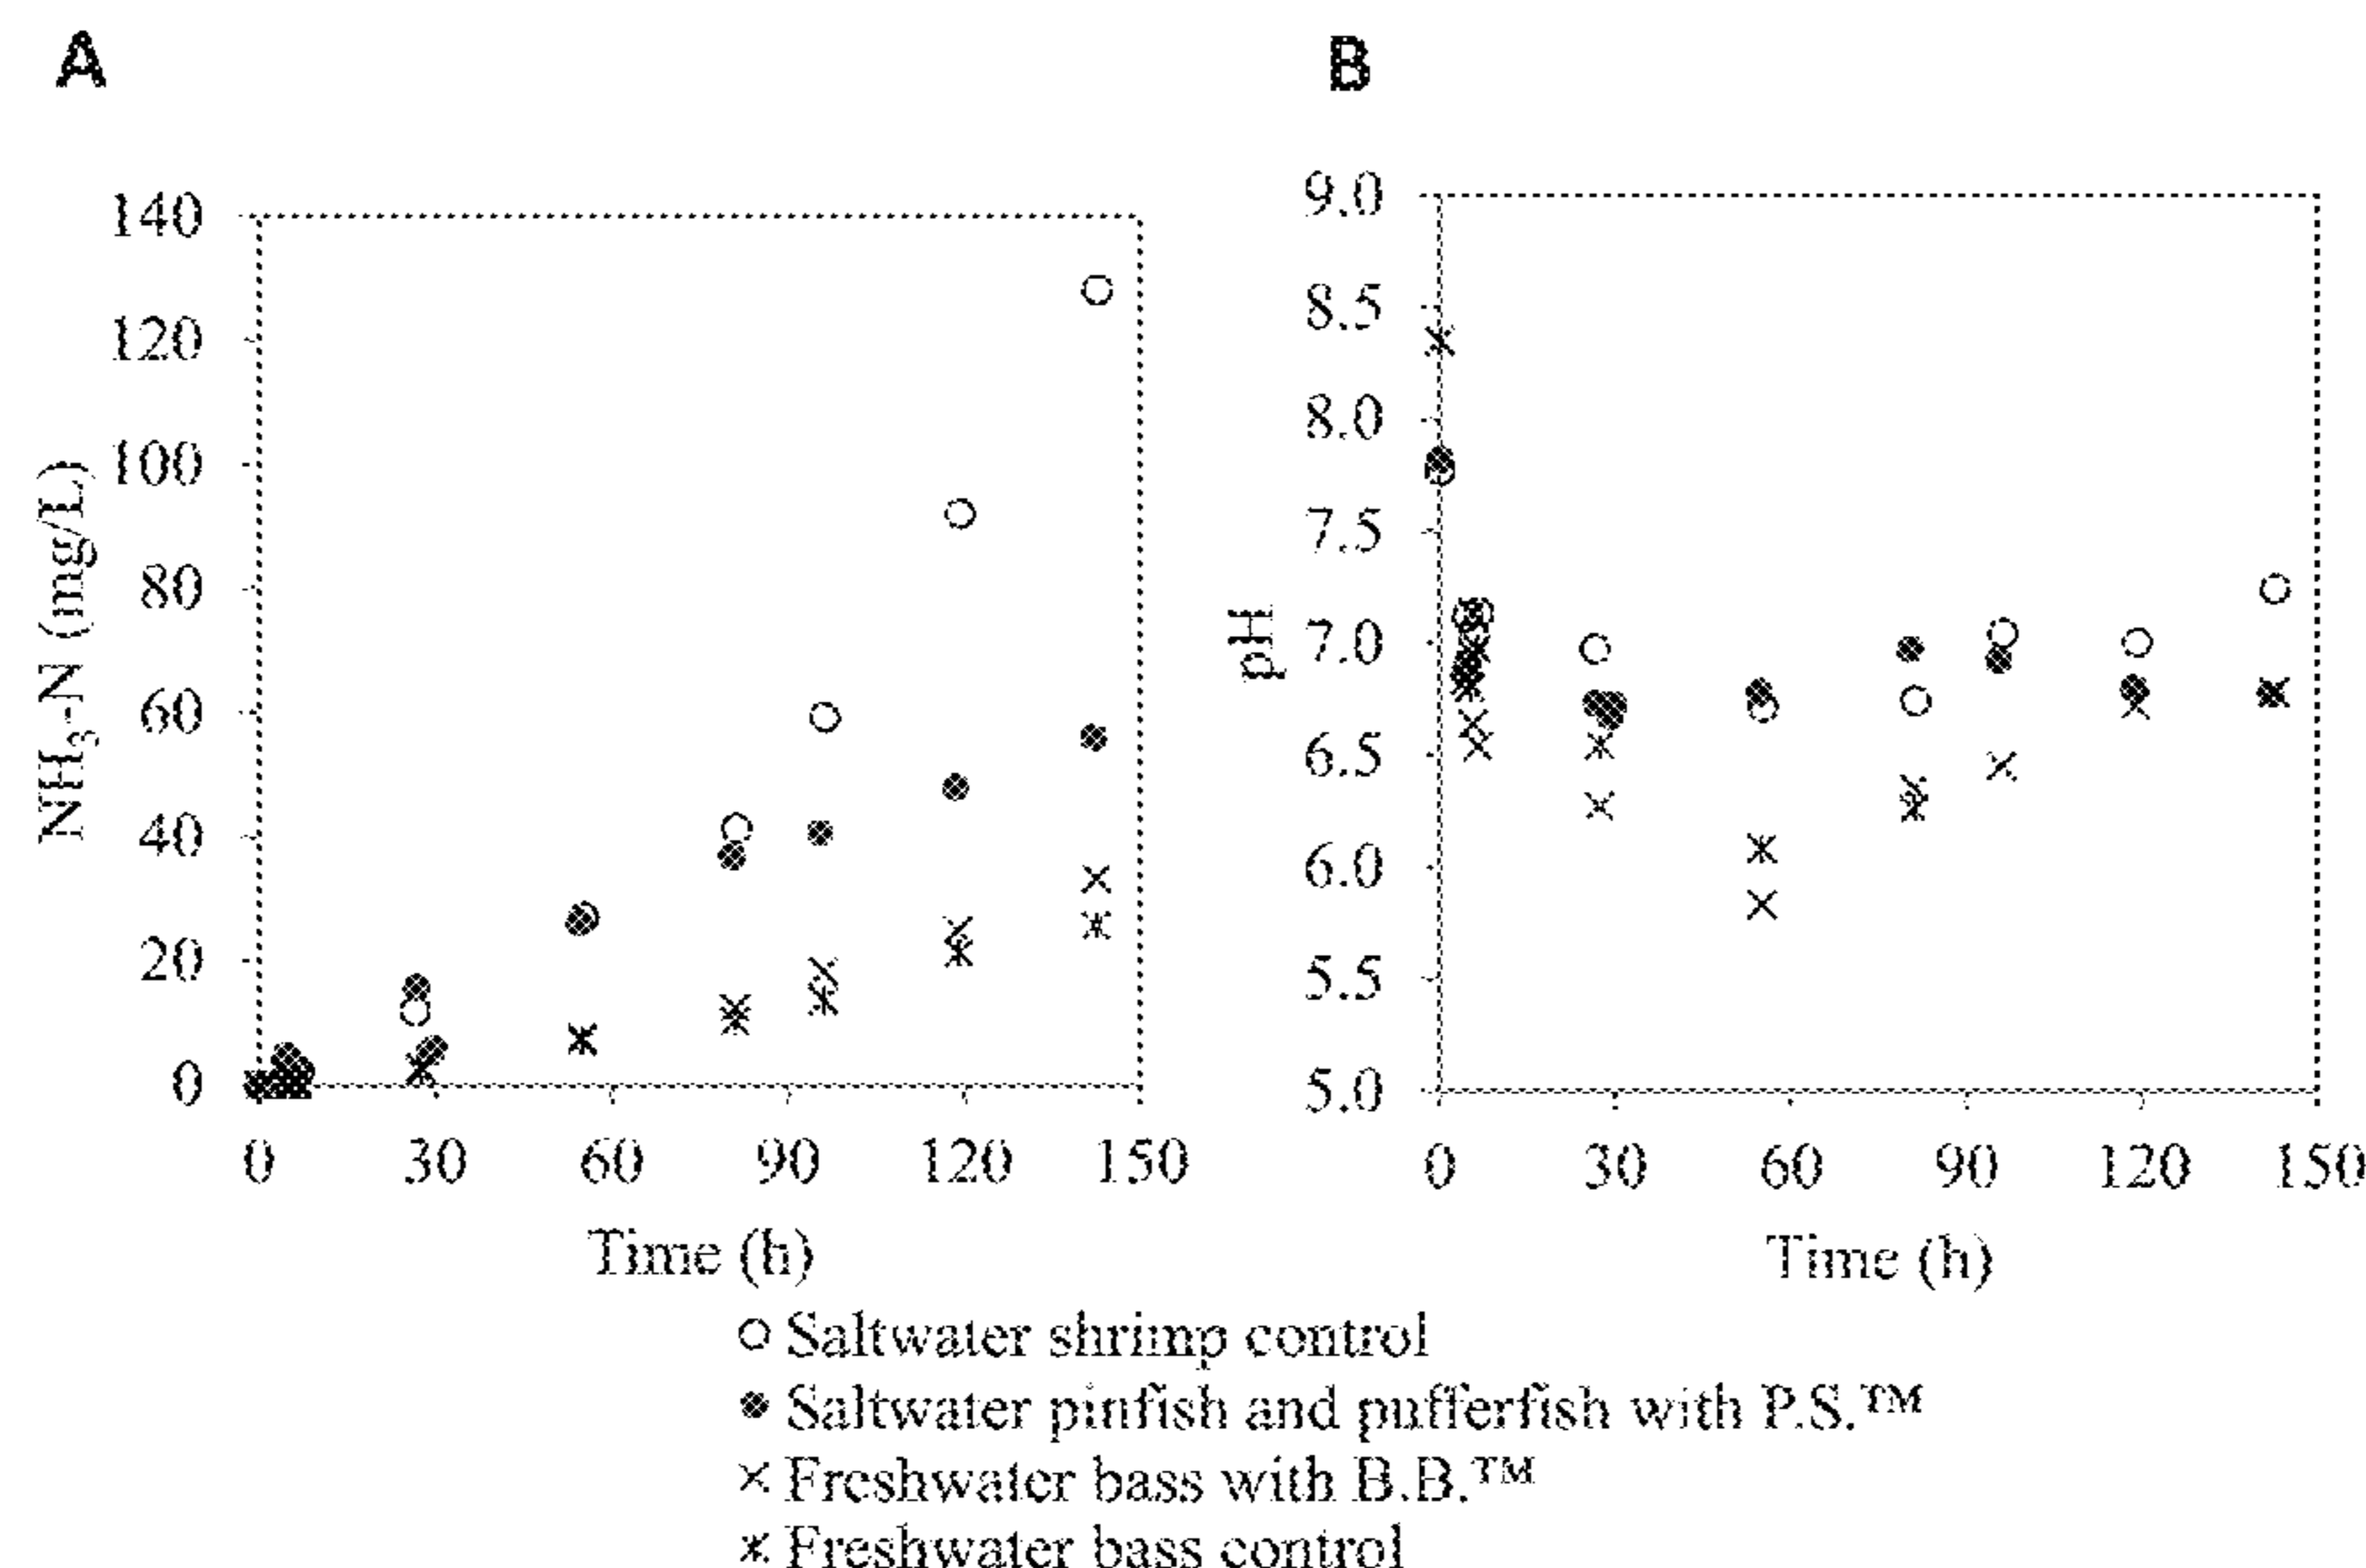 A
B
140
120
100
80
60
40
20
0
NH3-N (mg/L)
0 30 60 90 120 150
Time (h)
9.0
8.5
8.0
7.5
7.0
6.5
6.0
5.5
5.0
pH
0 30 60 90 120 150
Time (h)
Saltwater shrimp control
Saltwater pinfish and pufferfish with P.S.™
Freshwater bass with B.B.™
Freshwater bass control